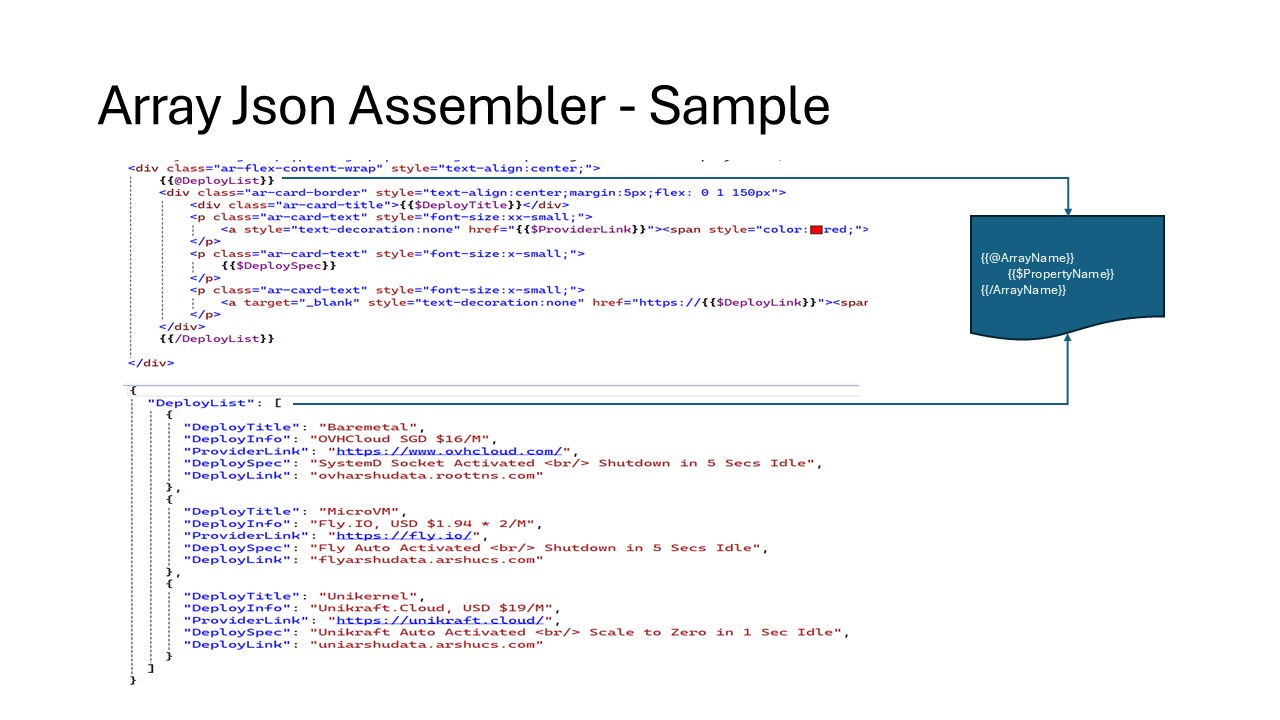 Array Json Assembler - Sample
<div class="ar-flex-content-wrap" style="text-align:center;">
{{@DeployList}}
<div class="ar-card-border" style="text-align:center;margin:5px;flex: 0 1 150px">
<div class="ar-card-title">{{$DeployTitle}}</div>
<p class="ar-card-text" style="font-size:xx-small;">
<a style="text-decoration:none" href="{{$ProviderLink}}"><span style="color:red;">
</p>
<p class="ar-card-text" style="font-size:x-small;">
{{$DeploySpec}}
</p>
<p class="ar-card-text" style="font-size:x-small;">
<a target="_blank" style="text-decoration:none" href="https://{{$DeployLink}}"><span
</p>
</div>
{{/DeployList}}
</div>
{{@ArrayName}}
{{$PropertyName}}
{{/ArrayName}}
{
"DeployList": [
{
"DeployTitle": "Baremetal",
"DeployInfo": "OVHCloud SGD $16/M",
"ProviderLink": "https://www.ovhcloud.com/",
"DeploySpec": "SystemD Socket Activated <br/> Shutdown in 5 Secs Idle",
"DeployLink": "ovharshudata.roottns.com"
},
{
"DeployTitle": "MicroVM",
"DeployInfo": "Fly.IO, USD $1.94 * 2/M",
"ProviderLink": "https://fly.io/",
"DeploySpec": "Fly Auto Activated <br/> Shutdown in 5 Secs Idle",
"DeployLink": "flyarshudata.arshucs.com"
},
{
"DeployTitle": "Unikernel",
"DeployInfo": "Unikraft.Cloud, USD $19/M",
"ProviderLink": "https://unikraft.cloud/",
"DeploySpec": "Unikraft Auto Activated <br/> Scale to Zero in 1 Sec Idle",
"DeployLink": "uniarshudata.arshucs.com"
}
]
}